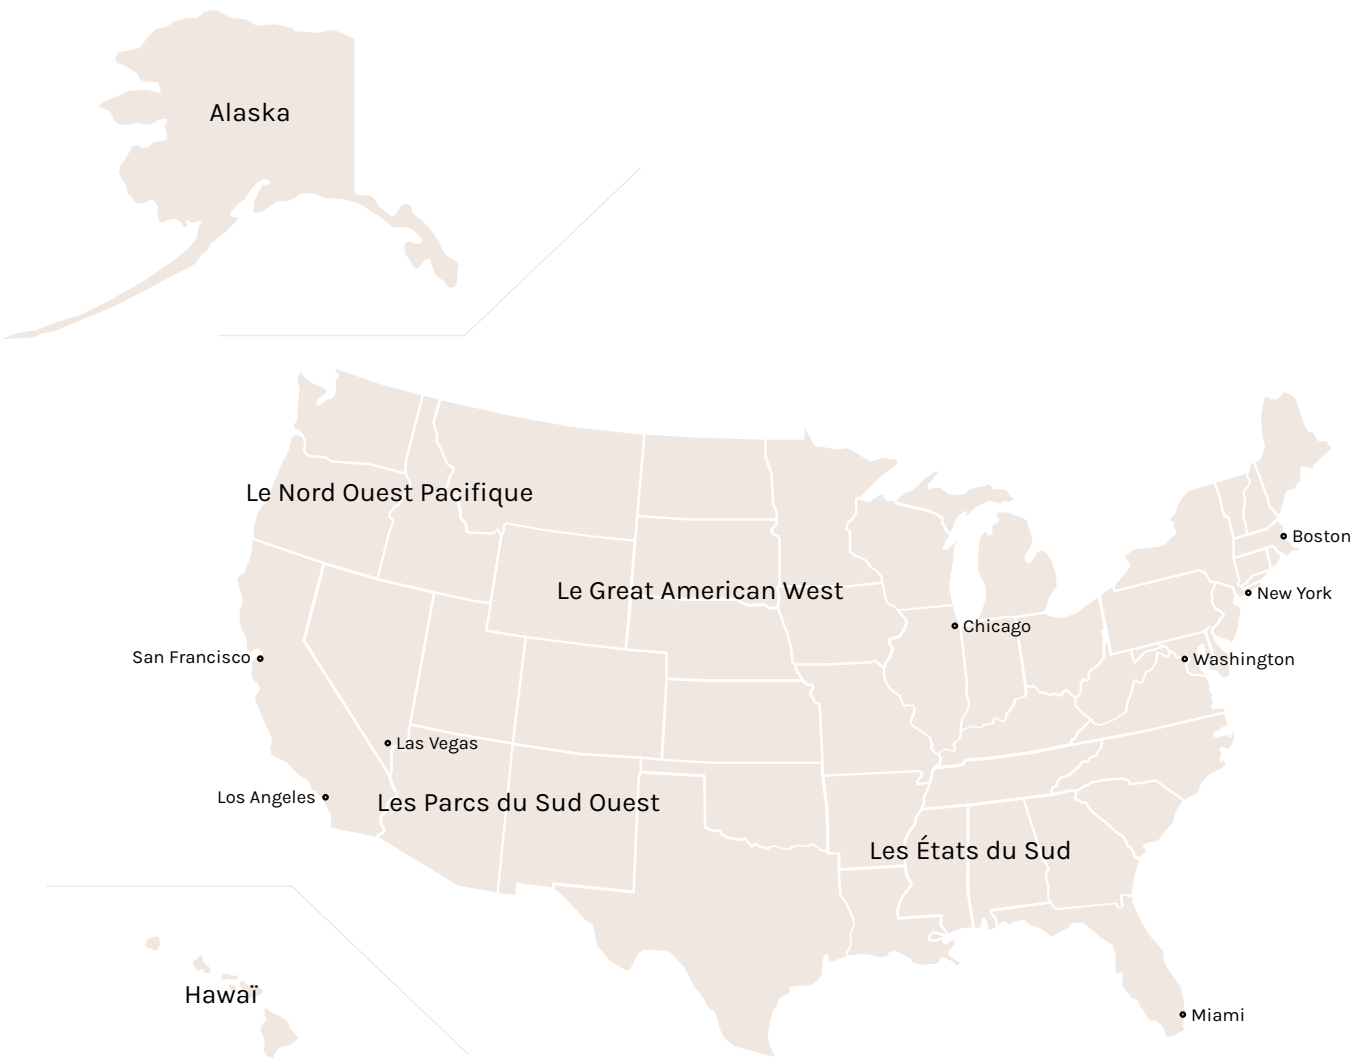 Alaska
Le Nord Ouest Pacifique
Boston
Le Great American West
New York
Chicago
San Francisco
Washington
Las Vegas
Los Angeles
Les Parcs du Sud Ouest
Les États du Sud
Hawaï
Miami